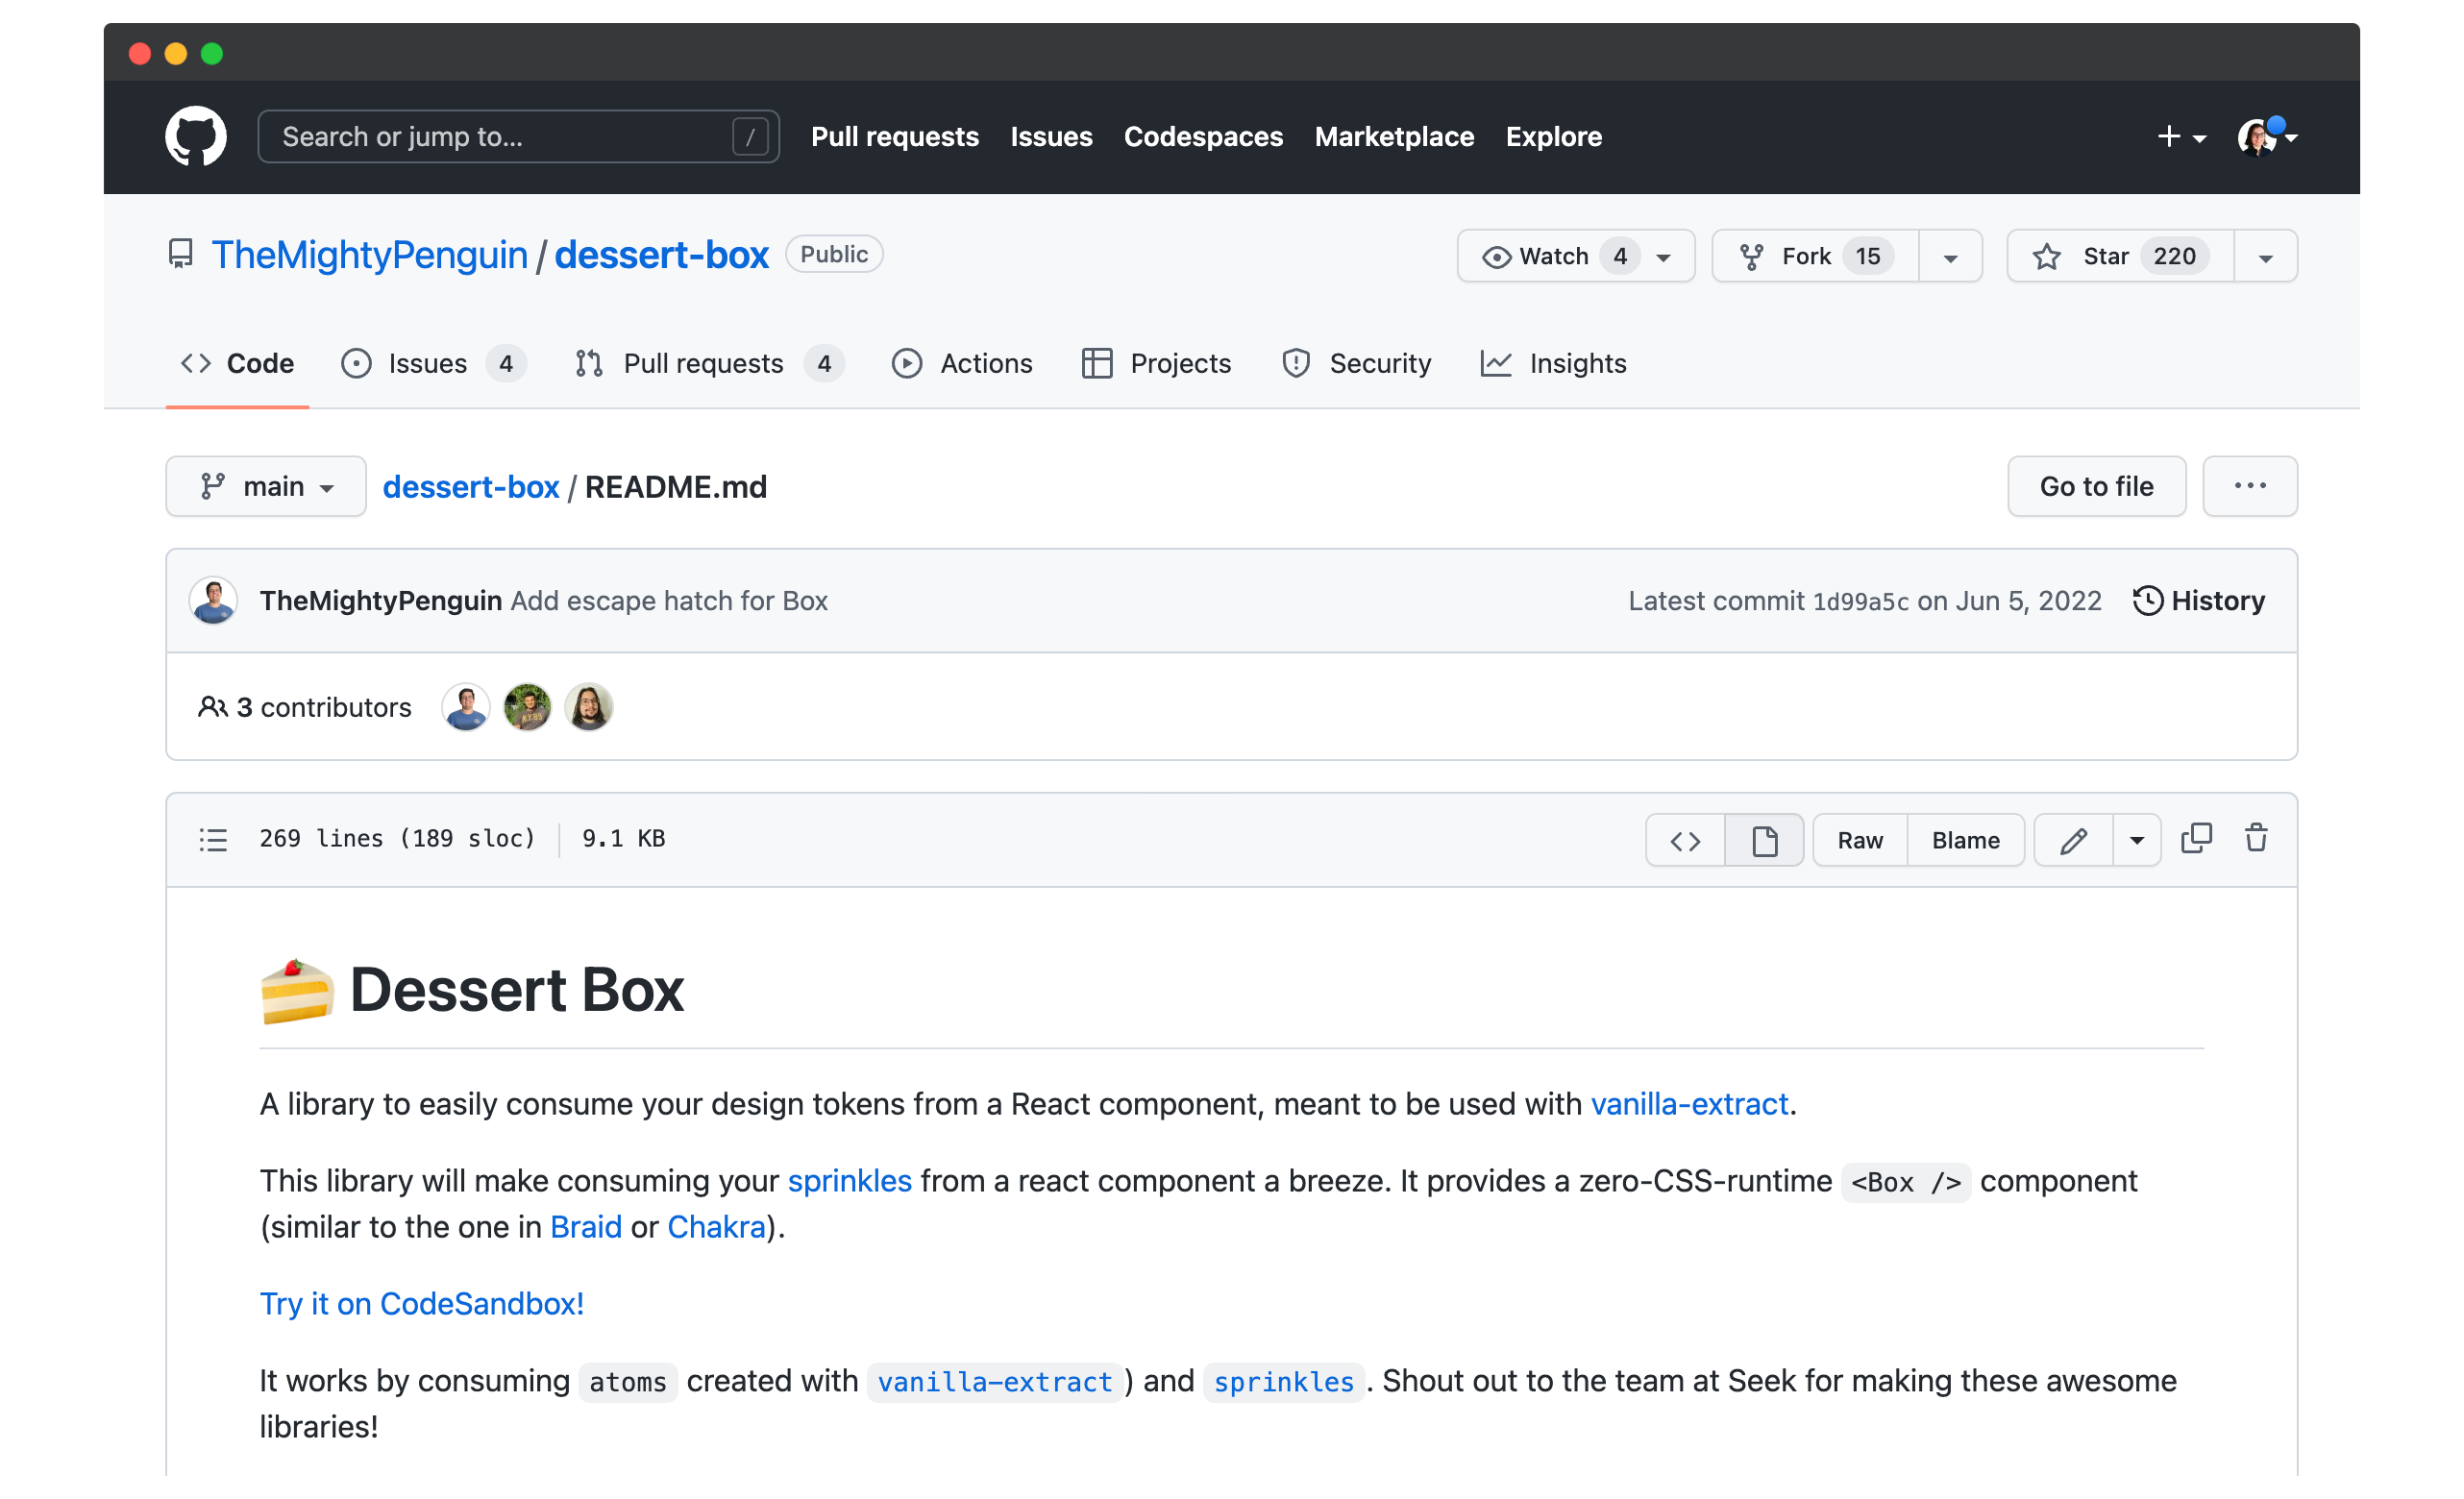 Search or jump to... / Pull requests Issues Codespaces Marketplace Explore
TheMightyPenguin / dessert-box Public Watch 4 Fork 15 Star 220
Code Issues 4 Pull requests 4 Actions Projects Security Insights
main dessert-box / README.md Go to file ...
TheMightyPenguin Add escape hatch for Box Latest commit 1d99a5c on Jun 5, 2022 History
3 contributors
269 lines (189 sloc) 9.1 KB Raw Blame
Dessert Box
A library to easily consume your design tokens from a React component, meant to be used with vanilla-extract.
This library will make consuming your sprinkles from a react component a breeze. It provides a zero-CSS-runtime <Box /> component
(similar to the one in Braid or Chakra).
Try it on CodeSandbox!
It works by consuming atoms created with vanilla-extract) and sprinkles. Shout out to the team at Seek for making these awesome
libraries!